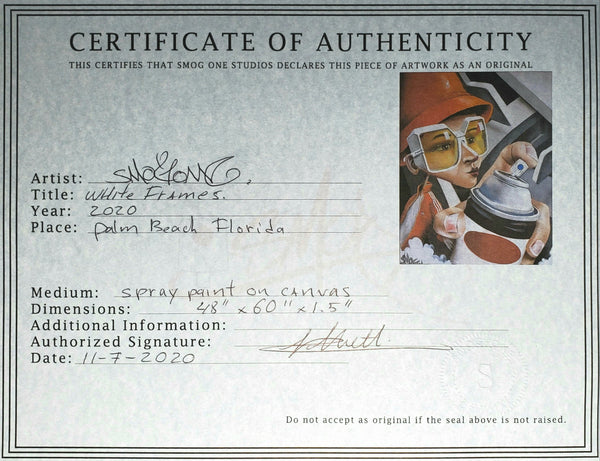 CERTIFICATE OF AUTHENTICITY
THIS CERTIFIES THAT SMOG ONE STUDIOS DECLARES THIS PIECE OF ARTWORK AS AN ORIGINAL
Artist: SMOG ONE
Title: White Frames.
Year: 2020
Place: Palm Beach Florida
Medium: spray paint on canvas
Dimensions: 48" x 60" x 1.5"
Additional Information:
Authorized Signature:
Date: 11-7-2020
S
Do not accept as original if the seal above is not raised.